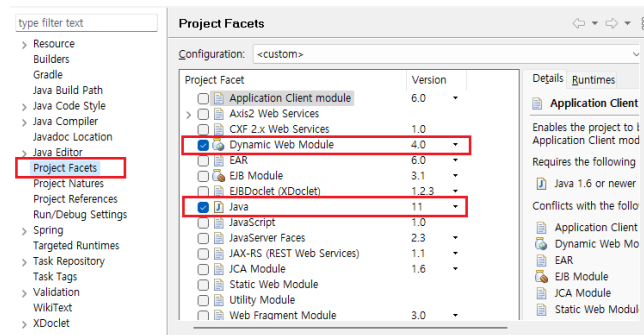 type filter text
Resource
Builders
Gradle
Java Build Path
Java Code Style
Java Compiler
Javadoc Location
Java Editor
Project Facets
Project Natures
Project References
Run/Debug Settings
Spring
Targeted Runtimes
Task Repository
Task Tags
Validation
WikiText
XDoclet
Project Facets
Configuration: <custom>
Project Facet Version
Application Client module 6.0
Axis2 Web Services
CXF 2.x Web Services 1.0
Dynamic Web Module 4.0
EAR 6.0
EJB Module 3.1
EJBDoclet (XDoclet) 1.2.3
Java 11
JavaScript 1.0
JavaServer Faces 2.3
JAX-RS (REST Web Services) 1.1
JCA Module 1.6
Static Web Module
Utility Module
Web Fragment Module 3.0
Details Runtimes
Application Client
Enables the project to
Application Client mod
Requires the following
Java 1.6 or newer
Conflicts with the follo
Application Client
Dynamic Web Mo
EAR
EJB Module
JCA Module
Static Web Modul